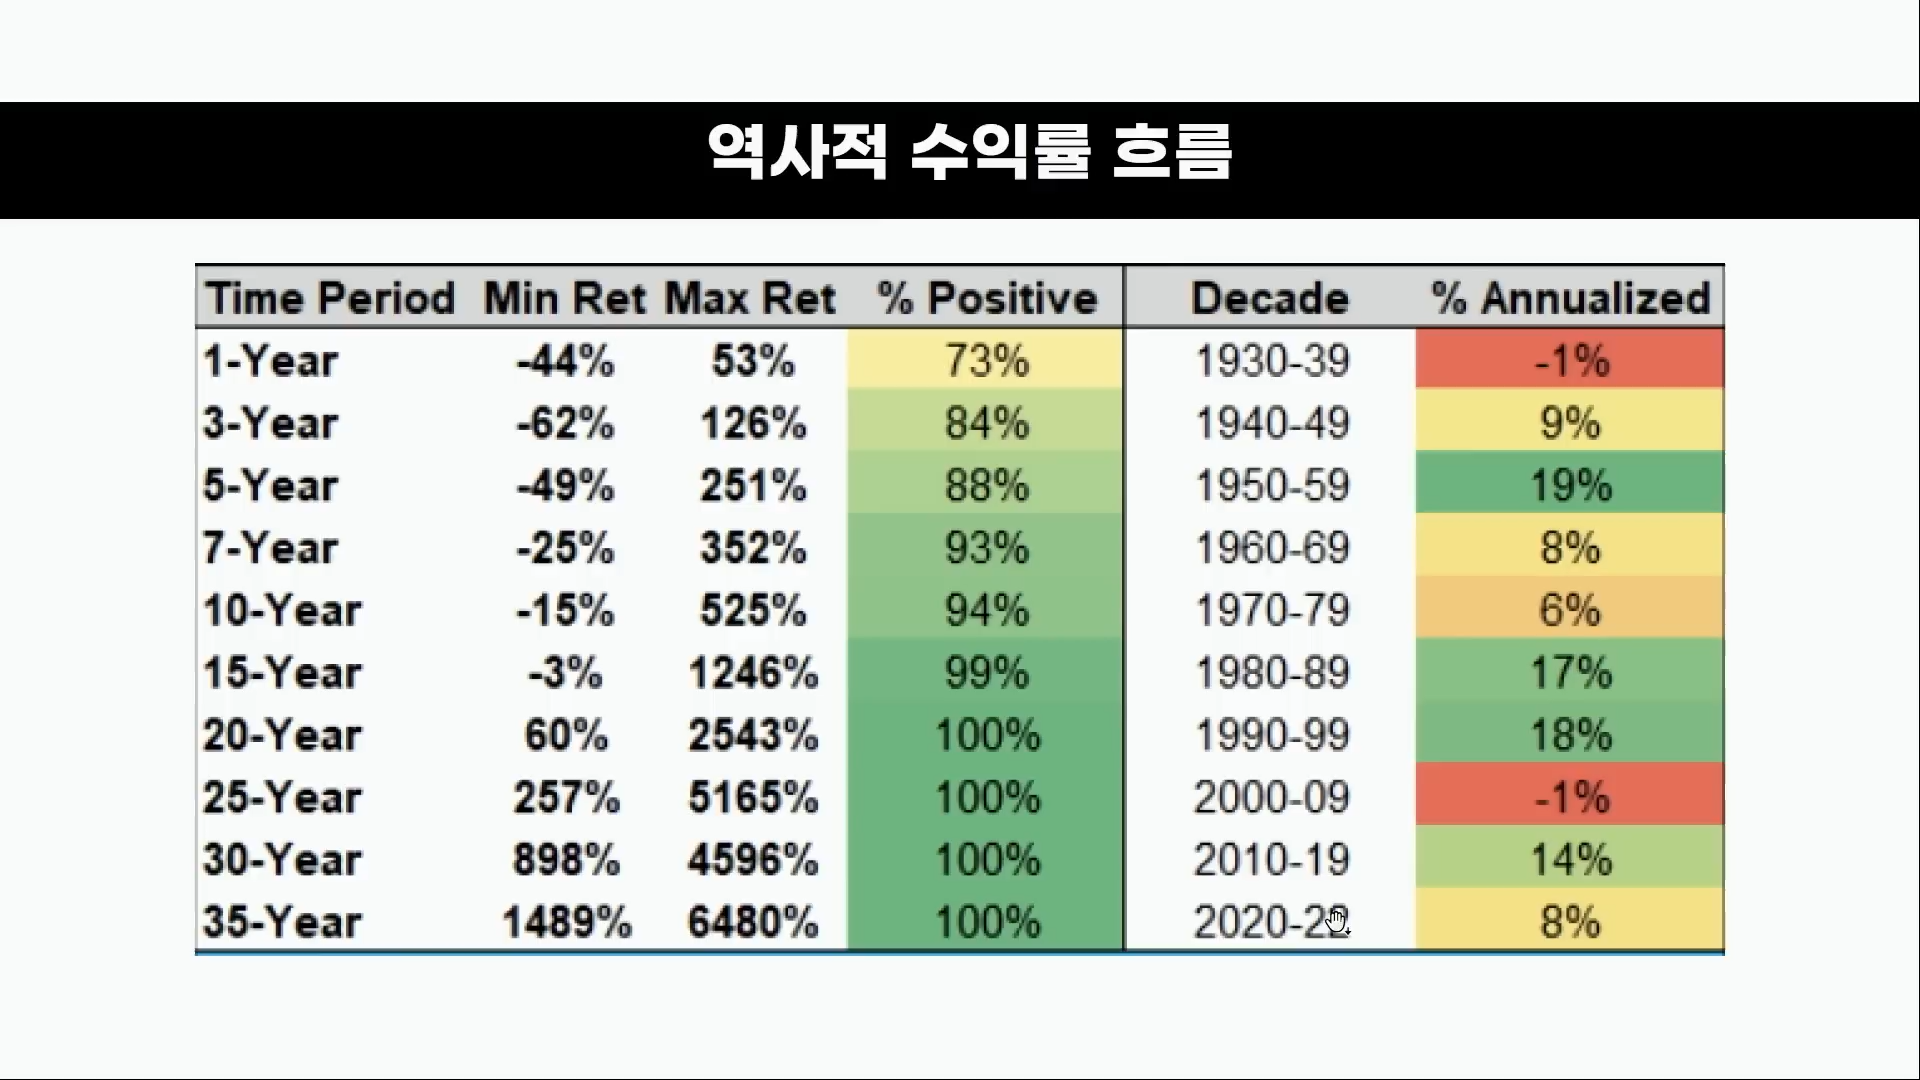 역사적 수익률 흐름
Time Period Min Ret Max Ret % Positive Decade % Annualized
1-Year -44% 53% 73% 1930-39 -1%
3-Year -62% 126% 84% 1940-49 9%
5-Year -49% 251% 88% 1950-59 19%
7-Year -25% 352% 93% 1960-69 8%
10-Year -15% 525% 94% 1970-79 6%
15-Year -3% 1246% 99% 1980-89 17%
20-Year 60% 2543% 100% 1990-99 18%
25-Year 257% 5165% 100% 2000-09 -1%
30-Year 898% 4596% 100% 2010-19 14%
35-Year 1489% 6480% 100% 2020-22 8%